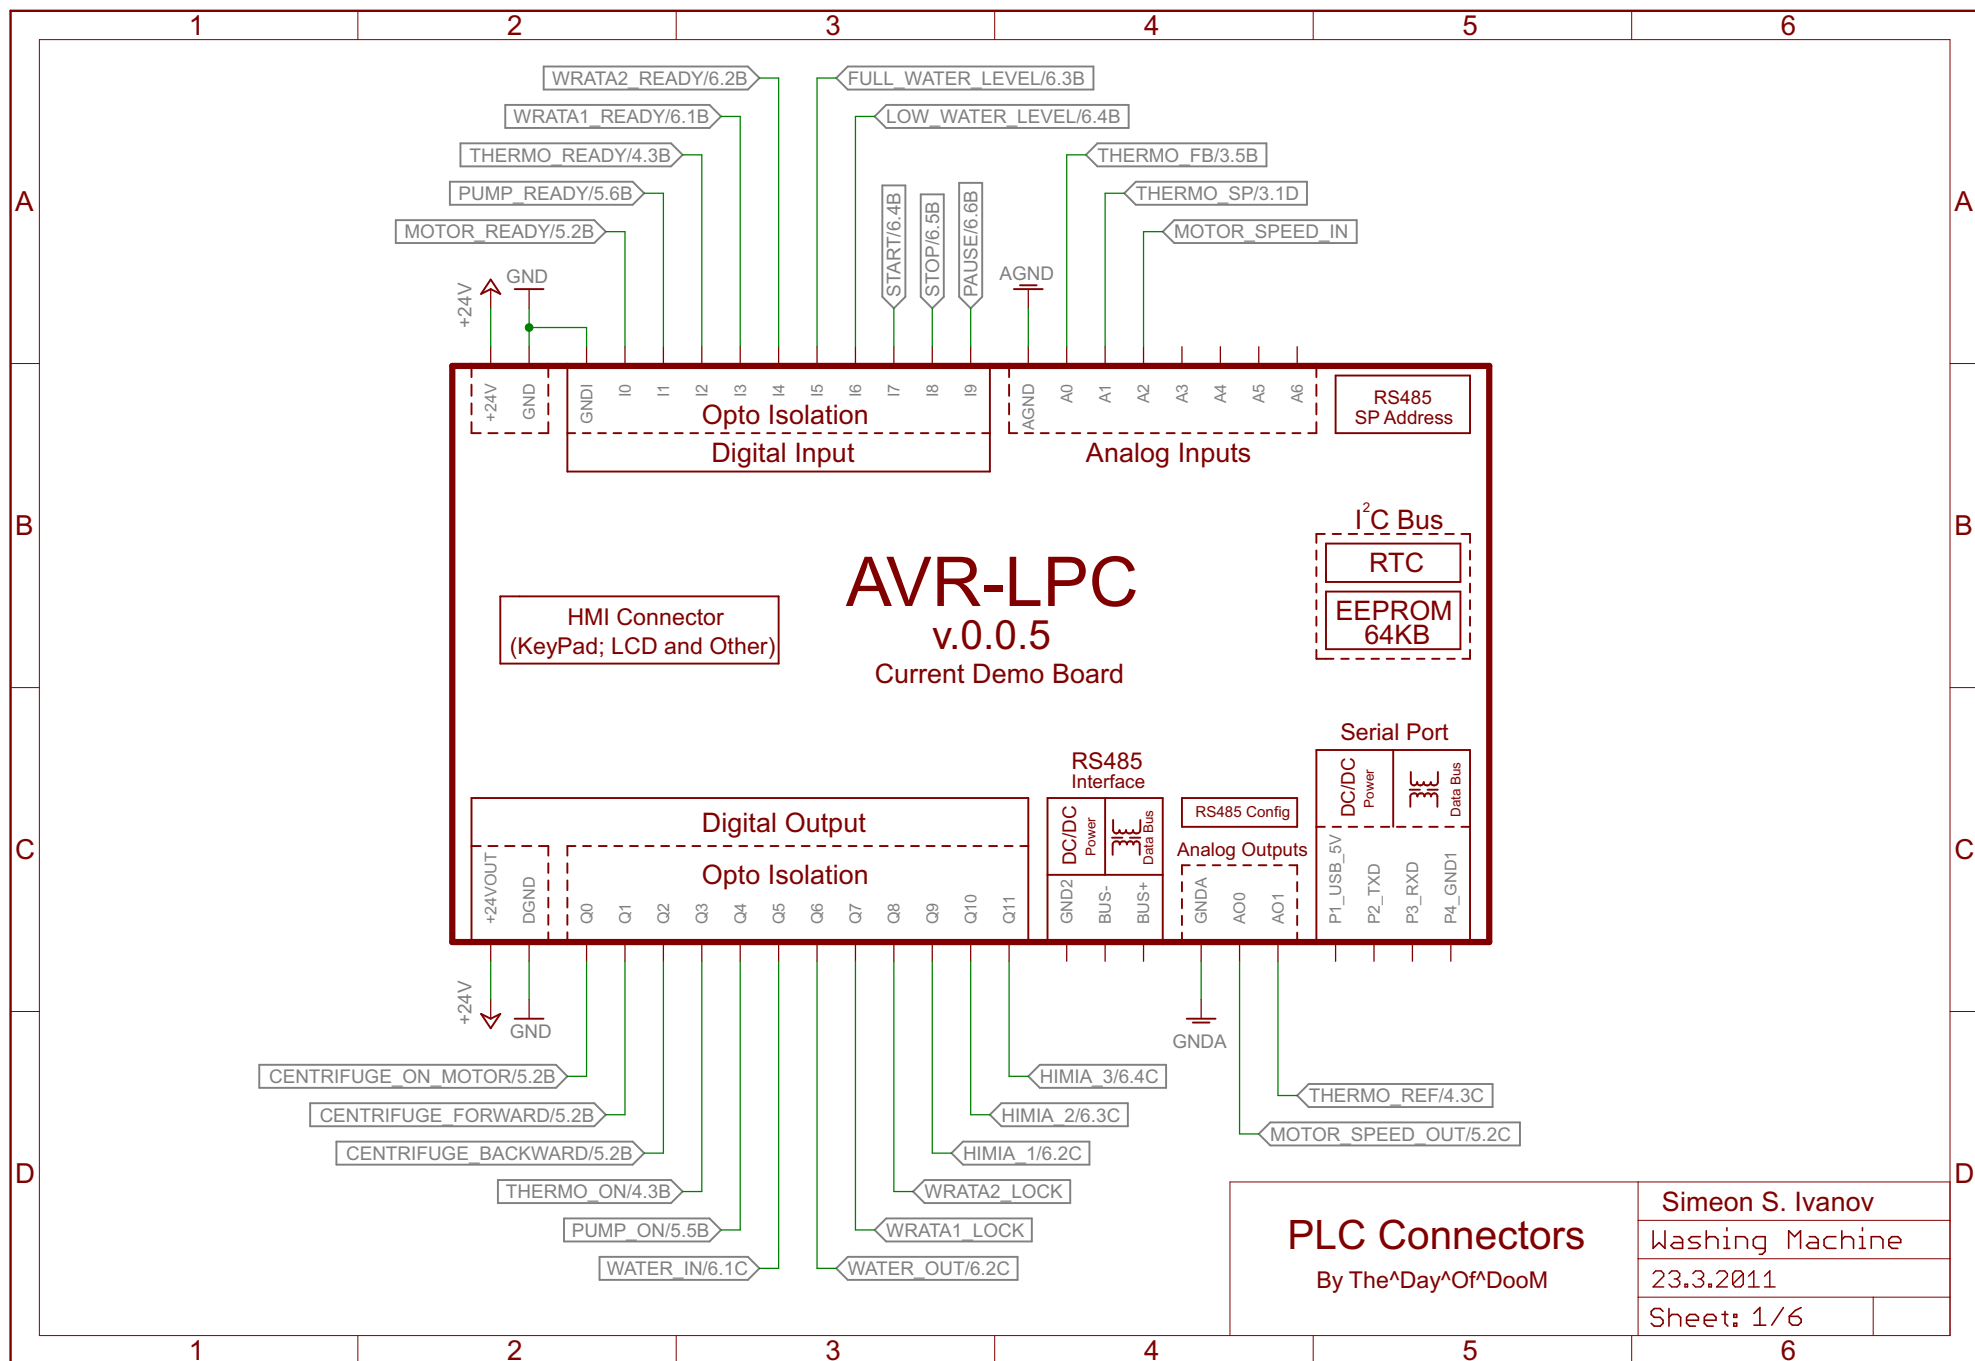 1 2 3 4 5 6
WRATA2_READY/6.2B
FULL_WATER_LEVEL/6.3B
WRATA1_READY/6.1B
LOW_WATER_LEVEL/6.4B
THERMO_READY/4.3B
THERMO_FB/3.5B
PUMP_READY/5.6B
START/6.4B
STOP/6.5B
PAUSE/6.6B
THERMO_SP/3.1D
A
A
MOTOR_READY/5.2B
MOTOR_SPEED_IN
+24V
GND
AGND
+24V GND GNDI I0 I1 I2 I3 I4 I5 I6 I7 I8 I9 AGND A0 A1 A2 A3 A4 A5 A6
RS485
SP Address
Opto Isolation
Digital Input
Analog Inputs
B
B
I²C Bus
RTC
EEPROM
64KB
AVR-LPC
v.0.0.5
Current Demo Board
HMI Connector
(KeyPad; LCD and Other)
Serial Port
DC/DC
Power
Data Bus
RS485
Interface
DC/DC
Power
Data Bus
RS485 Config
Digital Output
Opto Isolation
Analog Outputs
C
C
+24VOUT DGND Q0 Q1 Q2 Q3 Q4 Q5 Q6 Q7 Q8 Q9 Q10 Q11 GND2 BUS- BUS+ GNDA AO0 AO1 P1_USB_5V P2_TXD P3_RXD P4_GND1
+24V
GND
GNDA
CENTRIFUGE_ON_MOTOR/5.2B
HIMIA_3/6.4C
THERMO_REF/4.3C
CENTRIFUGE_FORWARD/5.2B
HIMIA_2/6.3C
MOTOR_SPEED_OUT/5.2C
CENTRIFUGE_BACKWARD/5.2B
HIMIA_1/6.2C
D
D
THERMO_ON/4.3B
WRATA2_LOCK
PUMP_ON/5.5B
WRATA1_LOCK
WATER_IN/6.1C
WATER_OUT/6.2C
PLC Connectors
By The^Day^Of^DooM
Simeon S. Ivanov
Washing Machine
23.3.2011
Sheet: 1/6
1 2 3 4 5 6